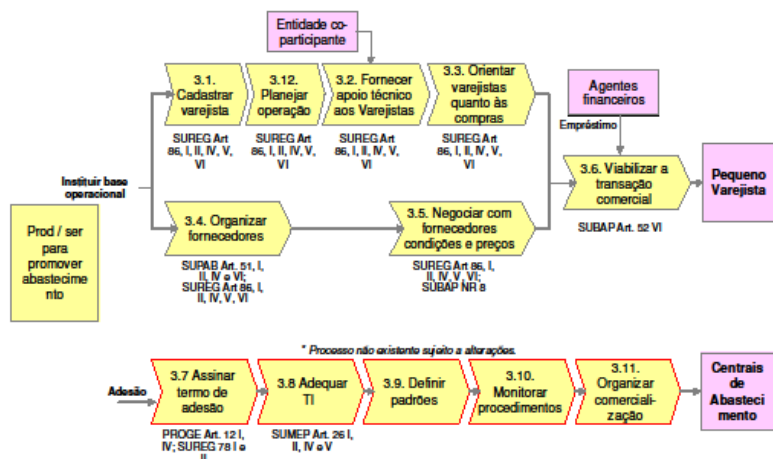 Entidade co-
participante
3.1.
Cadastrar
varejista
3.12.
Planejar
operação
3.2. Fornecer
apoio técnico
aos Varejistas
3.3. Orientar
varejistas
quanto às
compras
Agentes
financeiros
SUREG Art
86, I, II, IV, V,
VI
SUREG Art
86, I, II, IV, V,
VI
SUREG Art
86, I, II, IV, V,
VI
SUREG Art
86, I, II, IV, V,
VI
Empréstimo
Instituir base
operacional
3.6. Viabilizar a
transação
comercial
Pequeno
Varejista
SUBAP Art. 52 VI
Prod / ser
para
promover
abastecime
nto
3.4. Organizar
fornecedores
3.5. Negociar com
fornecedores
condições e preços
SUPAB Art. 51, I,
II, IV e VI;
SUREG Art 86, I,
II, IV, V, VI
SUREG Art 86, I,
II, IV, V, VI;
SUBAP NR 8
* Processo não existente sujeito a alterações.
Adesão
3.7 Assinar
termo de
adesão
3.8 Adequar
TI
3.9. Definir
padrões
3.10.
Monitorar
procedimentos
3.11.
Organizar
comerciali-
zação
Centrais
de
Abasteci
mento
PROGE Art. 12 I,
IV; SUREG 78 I e
SUMEP Art. 26 I,
II, IV e V